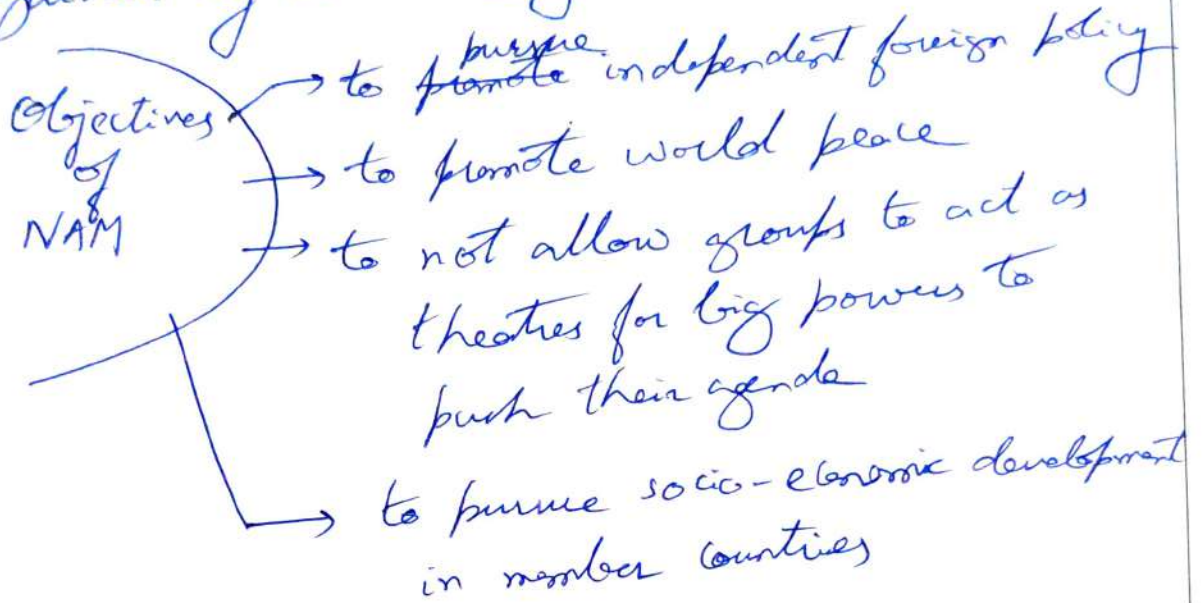 Objectives
of
NAM
pursue
to promote independent foreign policy
to promote world peace
to not allow groups to act as
theatres for big powers to
push their agenda
to pursue socio-economic development
in member countries